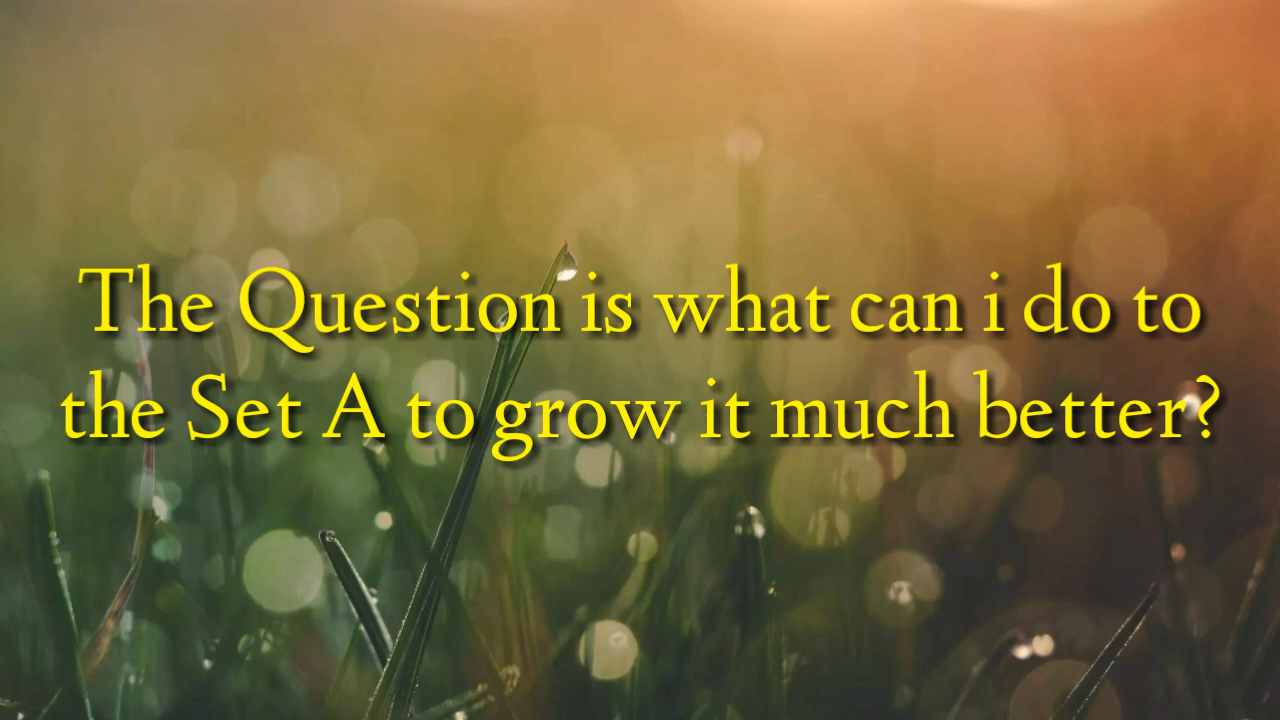 The Question is what can i do to
the Set A to grow it much better?